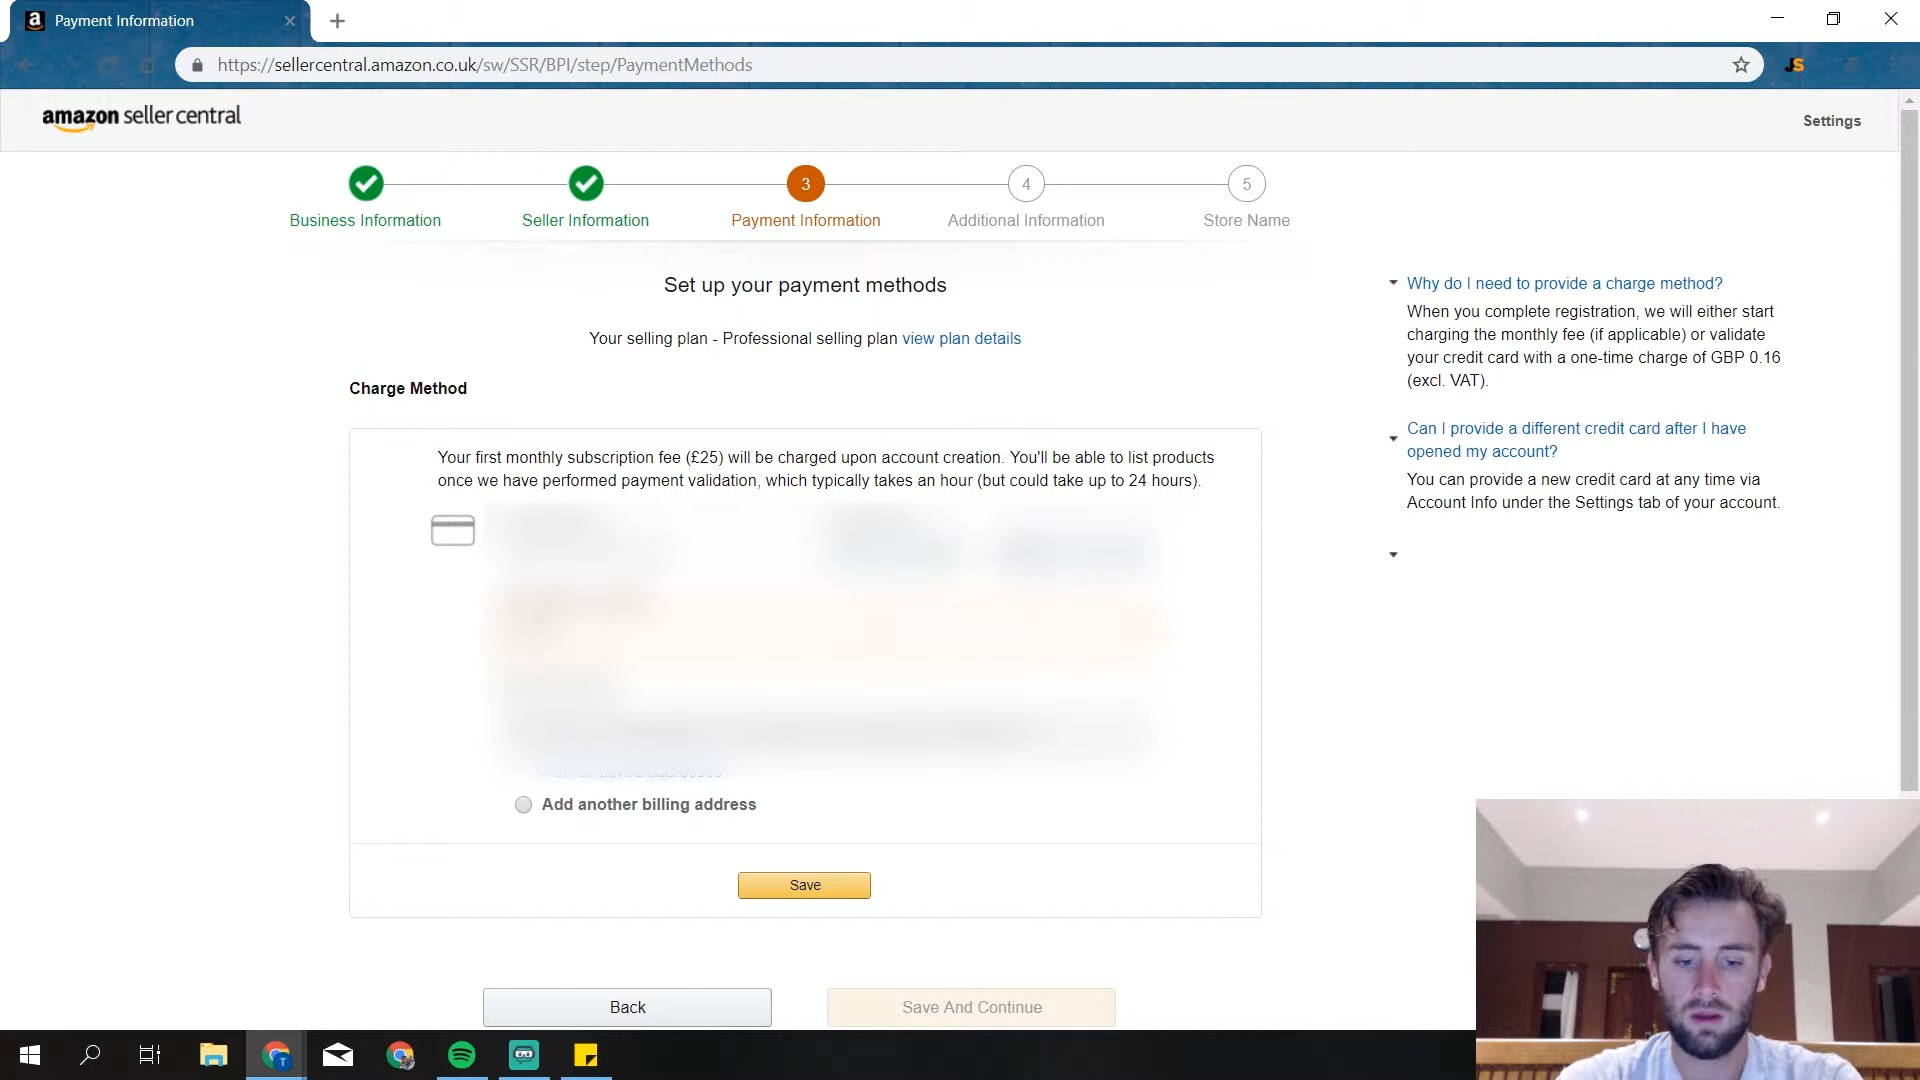 Payment Information
https://sellercentral.amazon.co.uk/sw/SSR/BPI/step/PaymentMethods
JS
amazon seller central
Settings
3
4
5
Business Information
Seller Information
Payment Information
Additional Information
Store Name
Set up your payment methods
Your selling plan - Professional selling plan view plan details
Charge Method
Your first monthly subscription fee (£25) will be charged upon account creation. You'll be able to list products
once we have performed payment validation, which typically takes an hour (but could take up to 24 hours).
Add another billing address
Save
Back
Save And Continue
Why do I need to provide a charge method?
When you complete registration, we will either start
charging the monthly fee (if applicable) or validate
your credit card with a one-time charge of GBP 0.16
(excl. VAT).
Can I provide a different credit card after I have
opened my account?
You can provide a new credit card at any time via
Account Info under the Settings tab of your account.